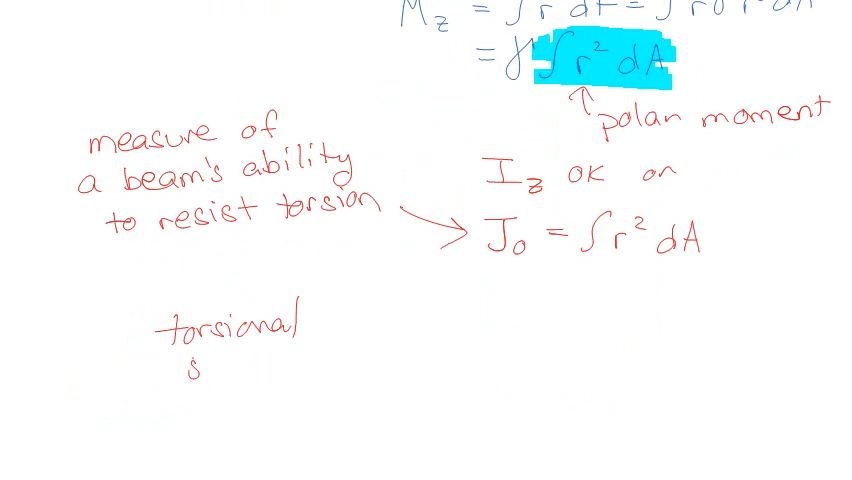 M_z = ∫ r df = ∫ r γ r dA
= γ ∫ r² dA
polar moment
measure of
a beam's ability
to resist torsion
I_z OK or
J_0 = ∫ r² dA
torsional
s